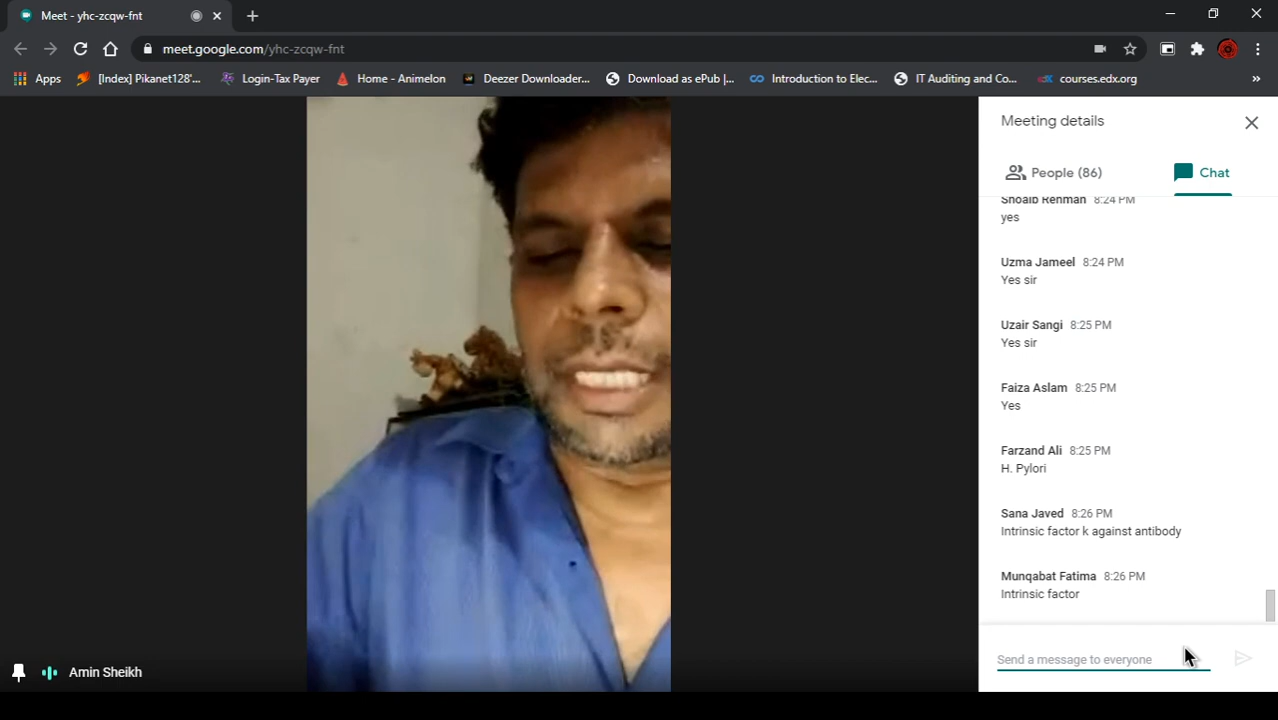 Meet - yhc-zcqw-fnt
meet.google.com/yhc-zcqw-fnt
Apps [Index] Pikanet128'... Login-Tax Payer Home - Animelon Deezer Downloader... Download as ePub |... Introduction to Elec... IT Auditing and Co... courses.edx.org »
Meeting details
People (86) Chat
Shoaib Rehman 8:24 PM
yes
Uzma Jameel 8:24 PM
Yes sir
Uzair Sangi 8:25 PM
Yes sir
Faiza Aslam 8:25 PM
Yes
Farzand Ali 8:25 PM
H. Pylori
Sana Javed 8:26 PM
Intrinsic factor k against antibody
Munqabat Fatima 8:26 PM
Intrinsic factor
Send a message to everyone
Amin Sheikh